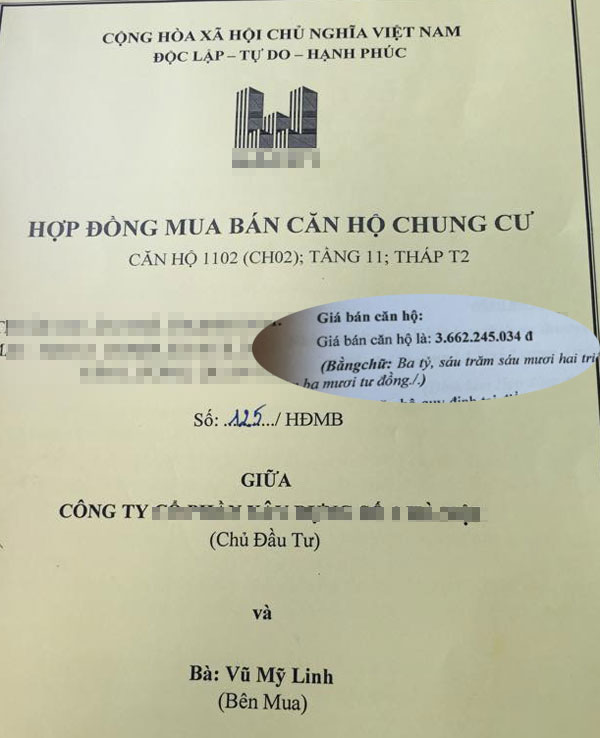 CỘNG HÒA XÃ HỘI CHỦ NGHĨA VIỆT NAM
ĐỘC LẬP – TỰ DO – HẠNH PHÚC
HỢP ĐỒNG MUA BÁN CĂN HỘ CHUNG CƯ
CĂN HỘ 1102 (CH02); TẦNG 11; THÁP T2
Giá bán căn hộ:
Giá bán căn hộ là: 3.662.245.034 đ
(Bằngchữ: Ba tỷ, sáu trăm sáu mươi hai
ba mươi tư đồng./.)
Số: ..125.../ HĐMB
GIỮA
CÔNG TY
(Chủ Đầu Tư)
và
Bà: Vũ Mỹ Linh
(Bên Mua)